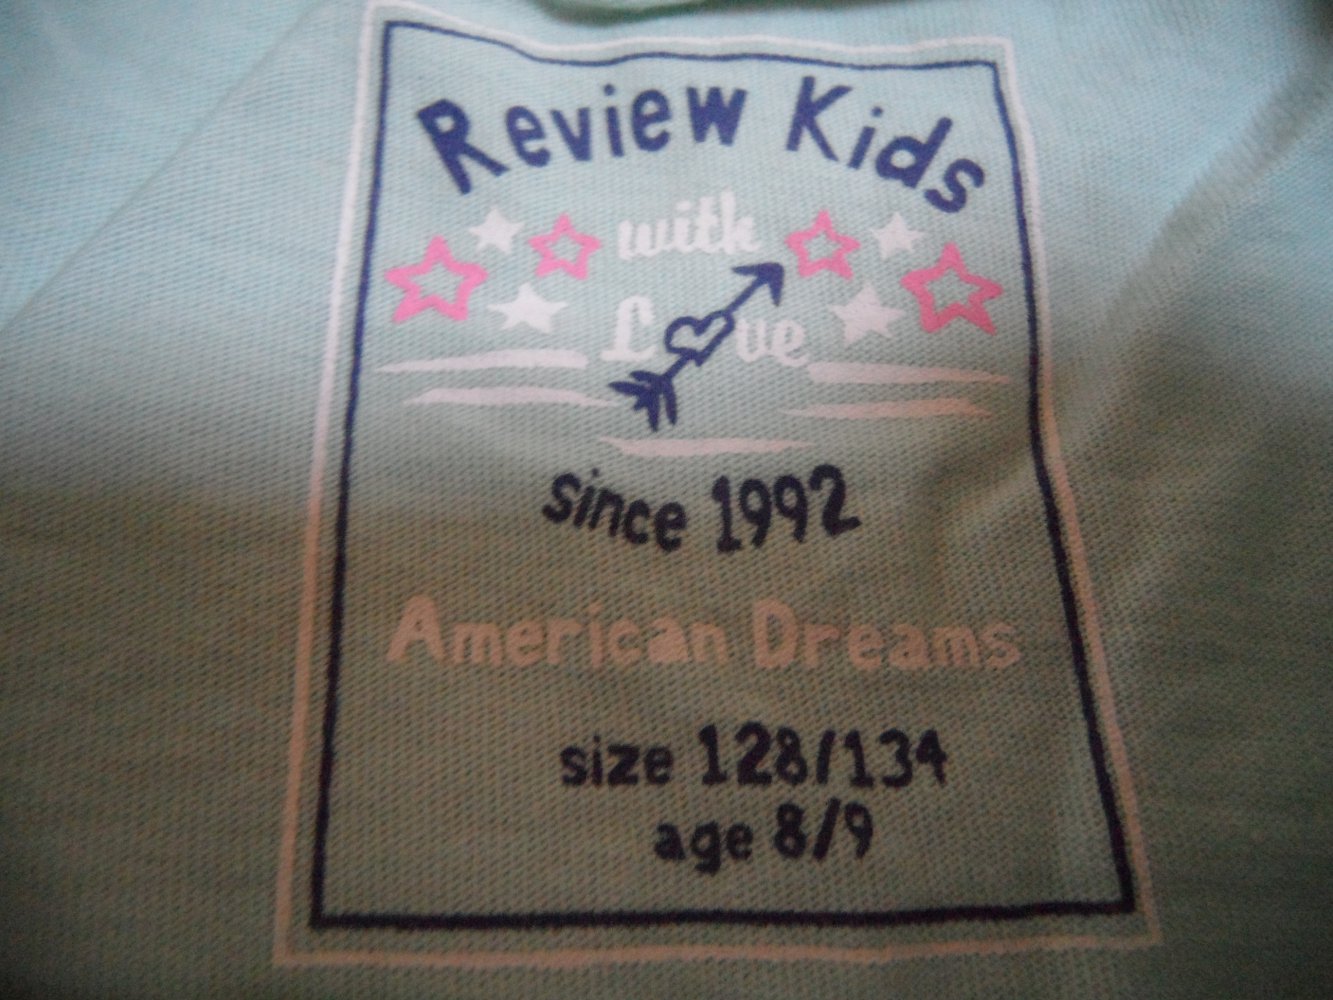 Review Kids
with
Love
since 1992
American Dreams
size 128/134
age 8/9